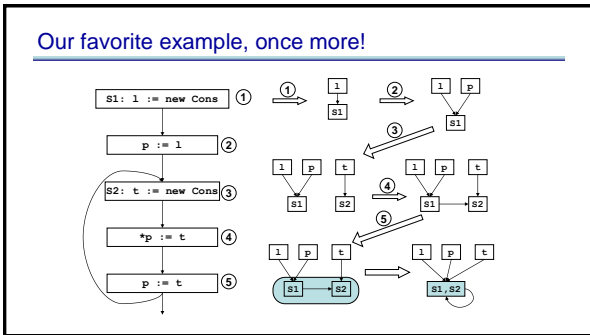 Our favorite example, once more!
S1: l := new Cons ①
p := l ②
S2: t := new Cons ③
*p := t ④
p := t ⑤
① l S1
② l p S1
③ l p t S1 S2
④ l p t S1 S2
⑤ l p t S1 S2
l p t S1,S2